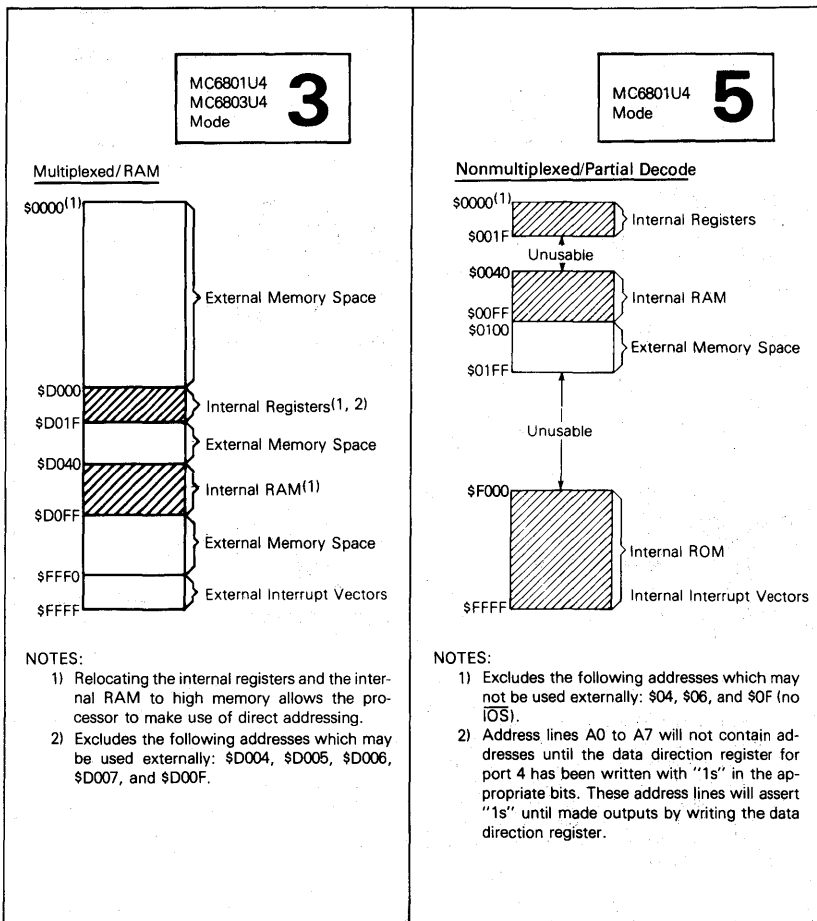 MC6801U4
MC6803U4
Mode
3
Multiplexed/RAM
$0000(1)
External Memory Space
$D000
Internal Registers(1, 2)
$D01F
External Memory Space
$D040
Internal RAM(1)
$D0FF
External Memory Space
$FFF0
External Interrupt Vectors
$FFFF
NOTES:
1) Relocating the internal registers and the inter-
nal RAM to high memory allows the pro-
cessor to make use of direct addressing.
2) Excludes the following addresses which may
be used externally: $D004, $D005, $D006,
$D007, and $D00F.
MC6801U4
Mode
5
Nonmultiplexed/Partial Decode
$0000(1)
Internal Registers
$001F
Unusable
$0040
Internal RAM
$00FF
$0100
External Memory Space
$01FF
Unusable
$F000
Internal ROM
Internal Interrupt Vectors
$FFFF
NOTES:
1) Excludes the following addresses which may
not be used externally: $04, $06, and $0F (no
IOS).
2) Address lines A0 to A7 will not contain ad-
dresses until the data direction register for
port 4 has been written with "1s" in the ap-
propriate bits. These address lines will assert
"1s" until made outputs by writing the data
direction register.